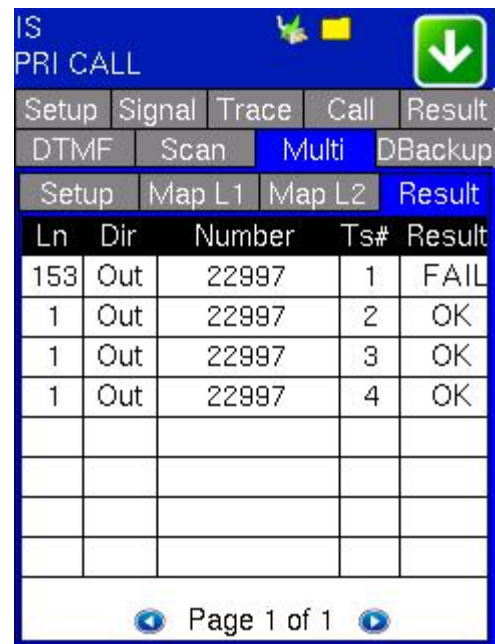 IS
PRI CALL
Setup Signal Trace Call Result
DTMF Scan Multi DBackup
Setup Map L1 Map L2 Result
Ln Dir Number Ts# Result
153 Out 22997 1 FAIL
1 Out 22997 2 OK
1 Out 22997 3 OK
1 Out 22997 4 OK
Page 1 of 1